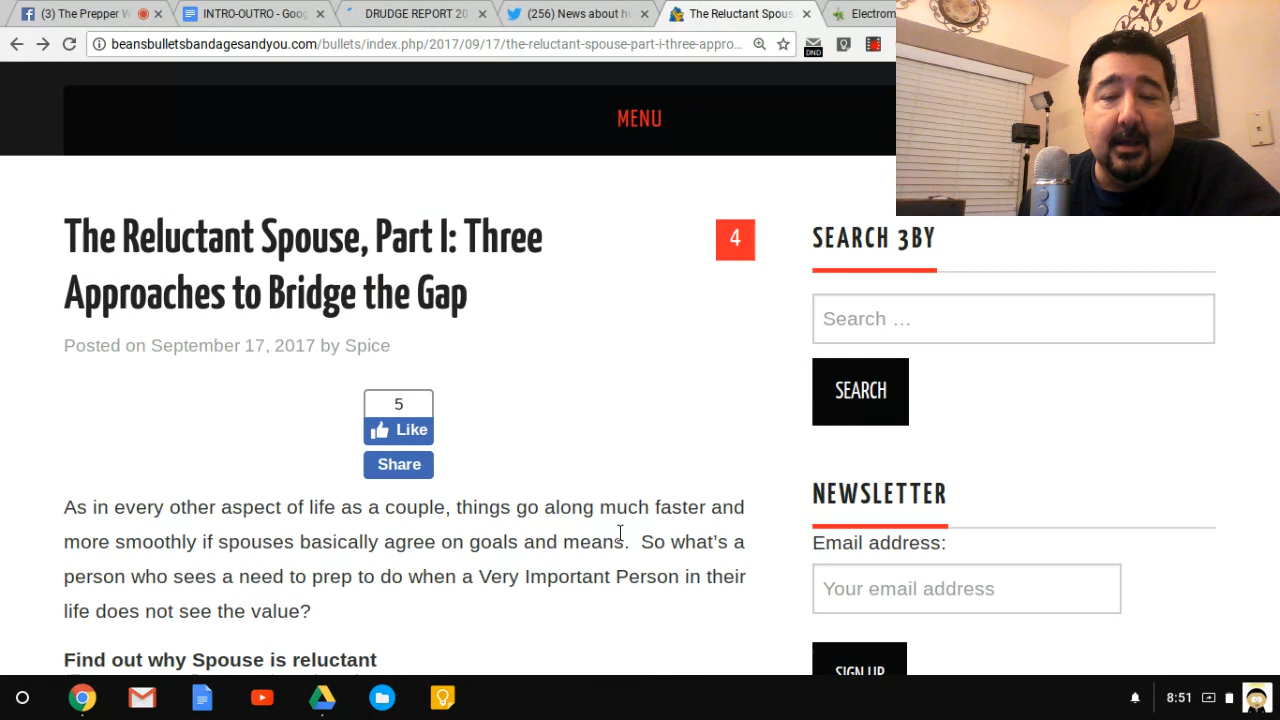 (3) The Prepper W
INTRO-OUTRO - Goog
DRUDGE REPORT 20
(256) News about hu
The Reluctant Spous
Electrom
beansbulletsbandagesandyou.com/bullets/index.php/2017/09/17/the-reluctant-spouse-part-i-three-appro...
DND
MENU
The Reluctant Spouse, Part I: Three
Approaches to Bridge the Gap
4
Posted on September 17, 2017 by Spice
5
Like
Share
As in every other aspect of life as a couple, things go along much faster and
more smoothly if spouses basically agree on goals and means.  So what’s a
person who sees a need to prep to do when a Very Important Person in their
life does not see the value?
Find out why Spouse is reluctant
SEARCH 3BY
Search …
SEARCH
NEWSLETTER
Email address:
Your email address
SIGN UP
8:51